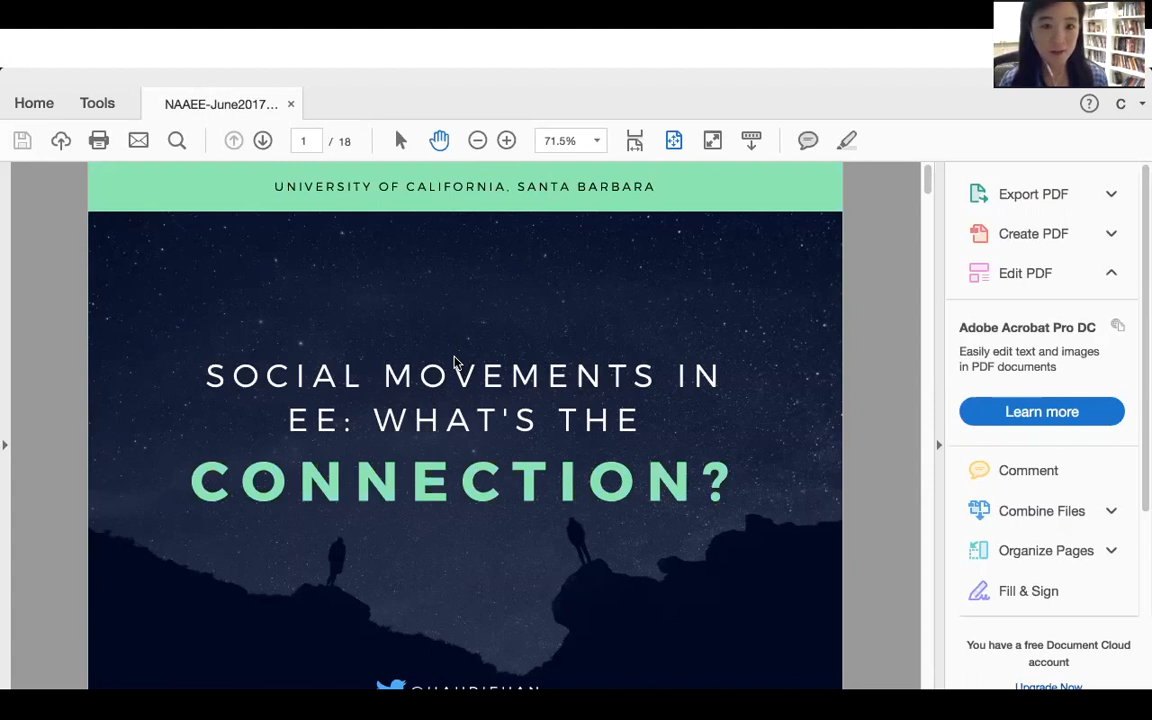 Home
Tools
NAAEE-June2017...
×
?
C
1
/ 18
71.5%
UNIVERSITY OF CALIFORNIA, SANTA BARBARA
SOCIAL MOVEMENTS IN
EE: WHAT'S THE
CONNECTION?
Export PDF
Create PDF
Edit PDF
Adobe Acrobat Pro DC
Easily edit text and images
in PDF documents
Learn more
Comment
Combine Files
Organize Pages
Fill & Sign
You have a free Document Cloud
account
Upgrade Now